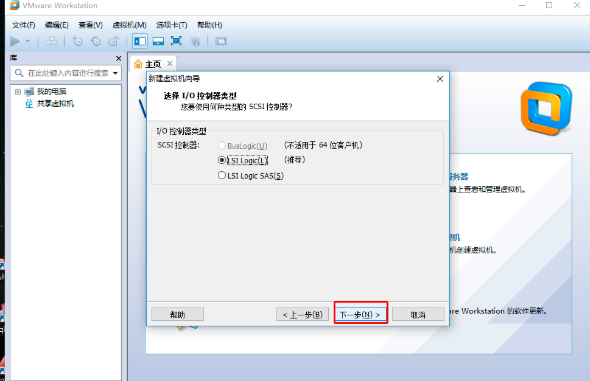 VMware Workstation
文件(F) 编辑(E) 查看(V) 虚拟机(M) 选项卡(T) 帮助(H)
库
在此处键入内容进行搜索
我的电脑
共享虚拟机
主页
新建虚拟机向导
选择 I/O 控制器类型
您要使用何种类型的 SCSI 控制器?
I/O 控制器类型
SCSI 控制器:
BusLogic(U) (不适用于 64 位客户机)
LSI Logic(L) (推荐)
LSI Logic SAS(S)
帮助
< 上一步(B)
下一步(N) >
取消
服务器
器上查看和管理虚拟机。
机创建虚拟机。
ware Workstation 的软件更新。